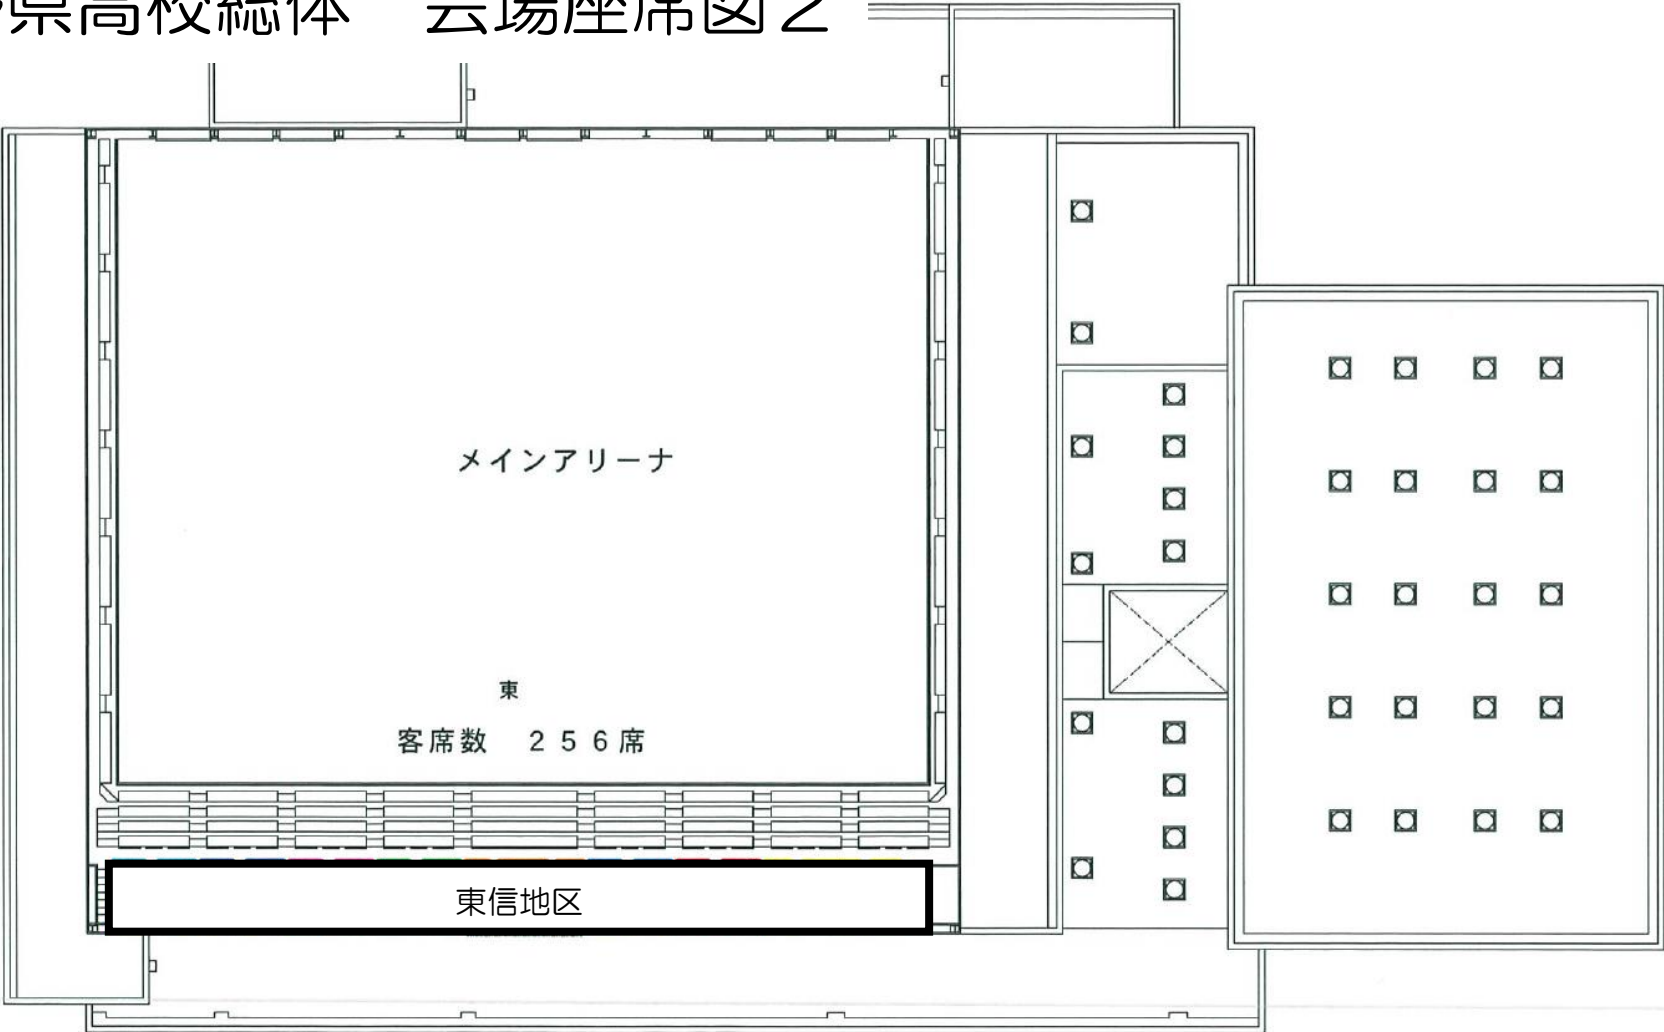 県高校総体　会場座席図２
メインアリーナ
東
客席数　２５６席
東信地区